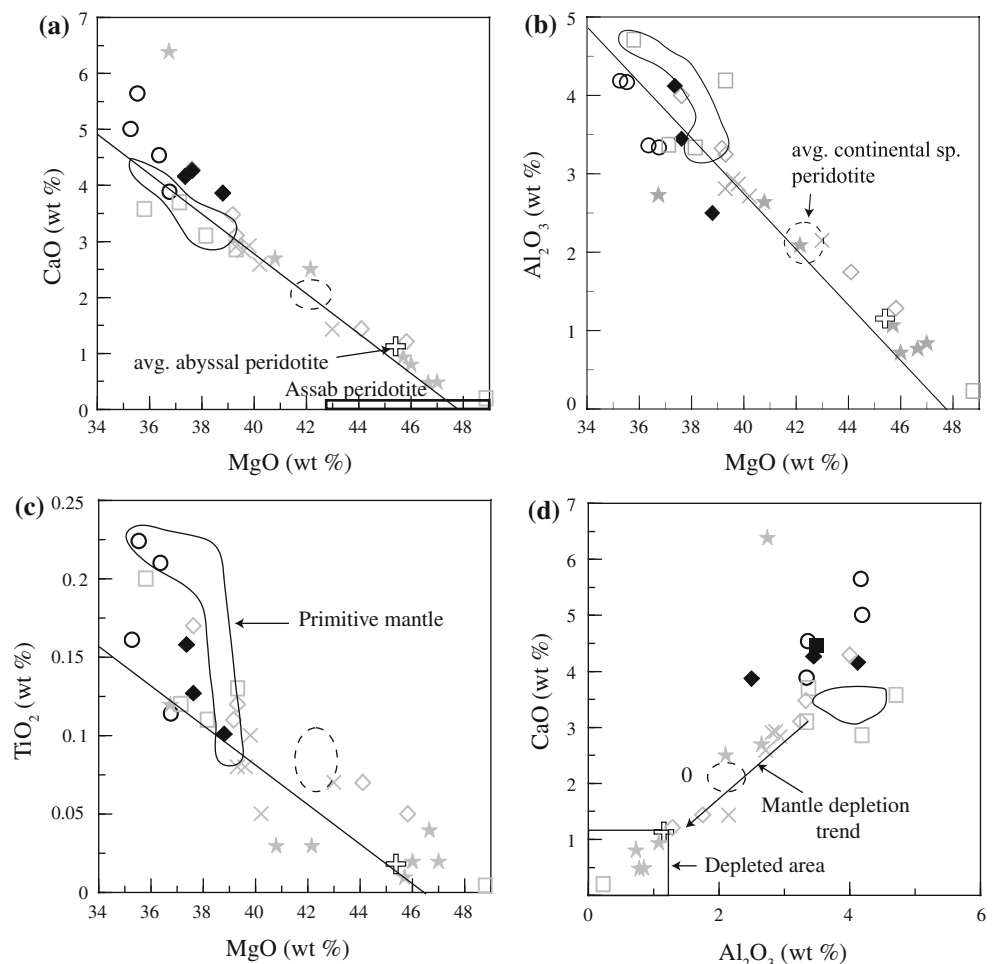 (a)
7
6
5
4
3
2
1
0
CaO (wt %)
avg. abyssal peridotite
Assab peridotite
34 36 38 40 42 44 46 48
MgO (wt %)
(b)
5
4
3
2
1
0
Al₂O₃ (wt %)
avg. continental sp.
peridotite
34 36 38 40 42 44 46 48
MgO (wt %)
(c)
0.25
0.2
0.15
0.1
0.05
0
TiO₂ (wt %)
Primitive mantle
34 36 38 40 42 44 46 48
MgO (wt %)
(d)
7
6
5
4
3
2
1
0
CaO (wt %)
0
Mantle depletion
trend
Depleted area
0 2 4 6
Al₂O₃ (wt %)